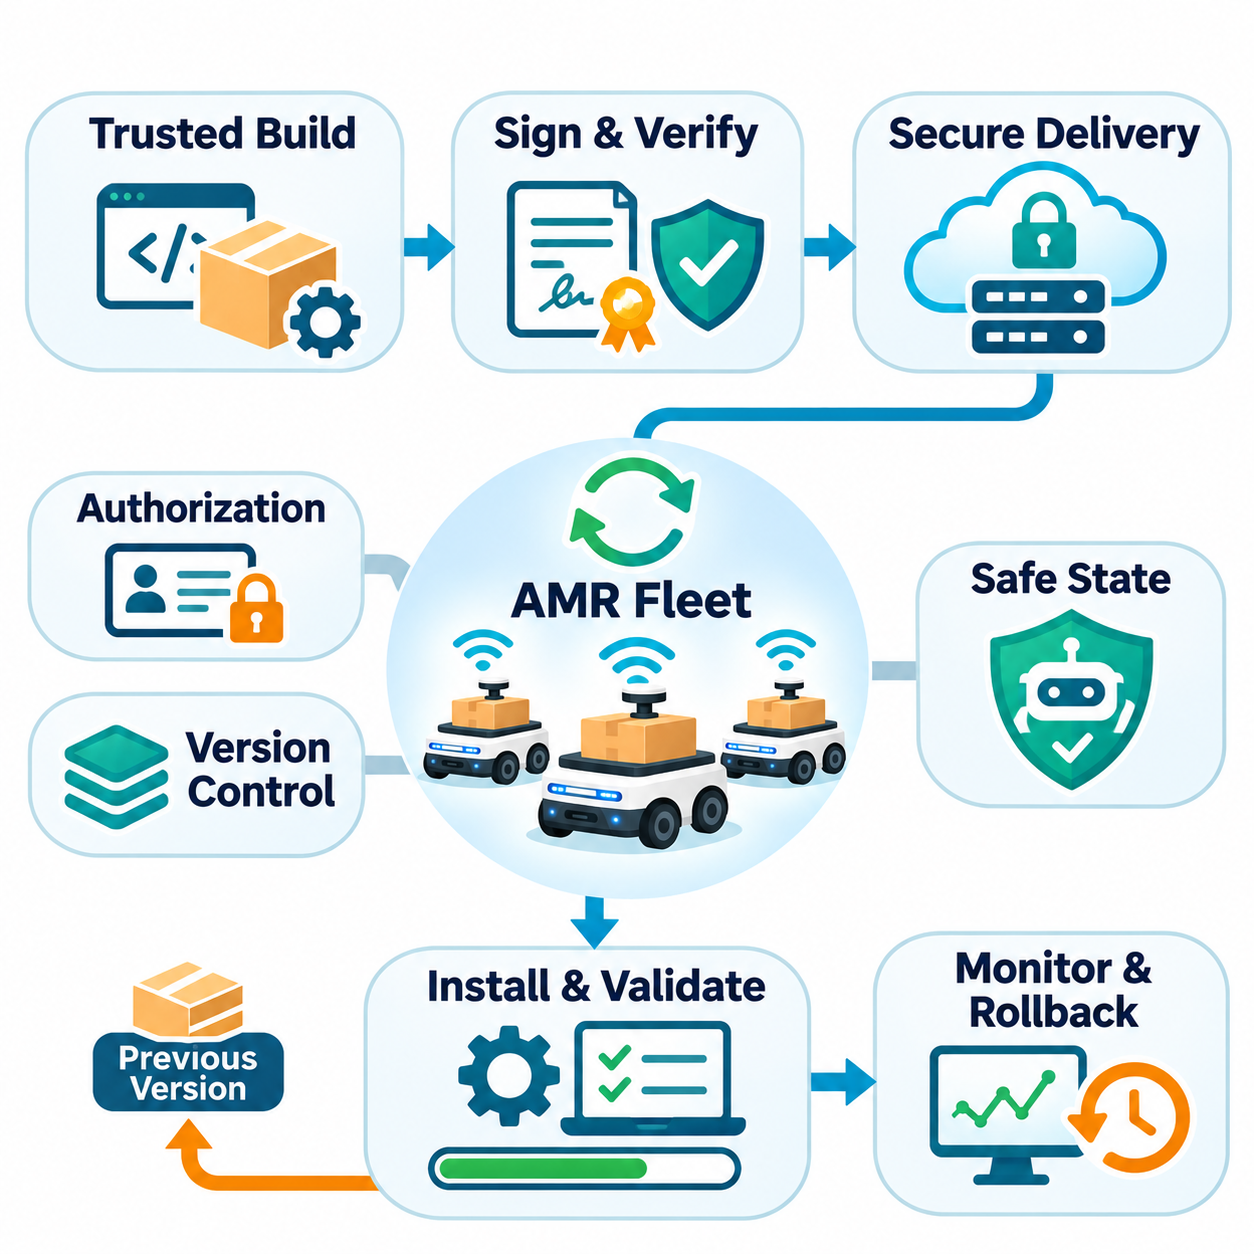 Trusted Build
Sign & Verify
Secure Delivery
Authorization
AMR Fleet
Safe State
Version
Control
Install & Validate
Monitor &
Rollback
Previous
Version